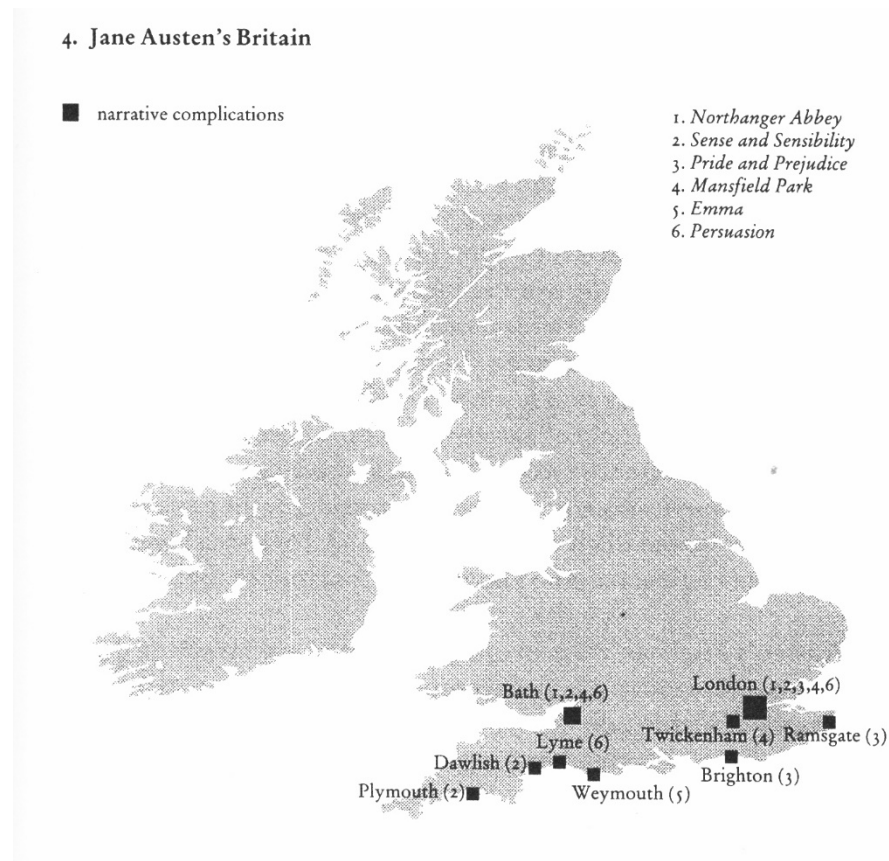 4. Jane Austen's Britain
narrative complications
1. Northanger Abbey
2. Sense and Sensibility
3. Pride and Prejudice
4. Mansfield Park
5. Emma
6. Persuasion
Bath (1,2,4,6)
London (1,2,3,4,6)
Twickenham (4)
Ramsgate (3)
Lyme (6)
Dawlish (2)
Brighton (3)
Plymouth (2)
Weymouth (5)